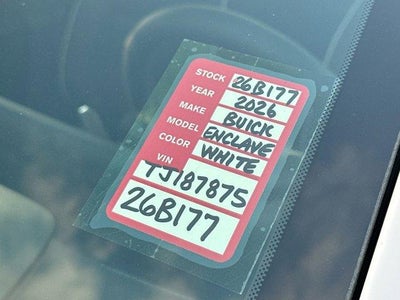 STOCK 26B177
YEAR 2026
MAKE BUICK
MODEL ENCLAVE
COLOR WHITE
VIN
TJ187875
26B177